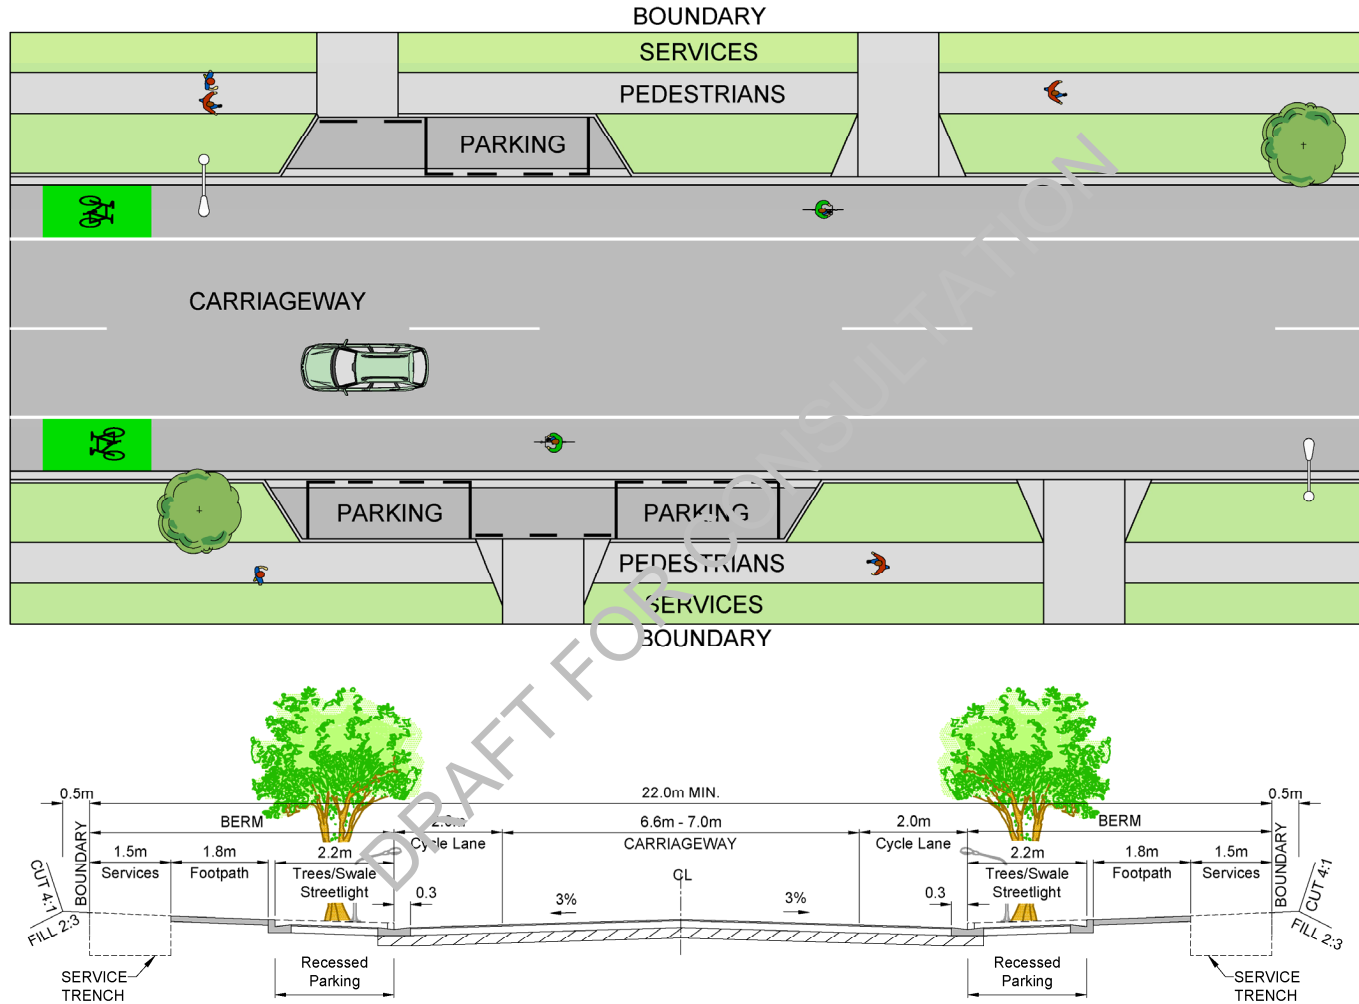 BOUNDARY
SERVICES
PEDESTRIANS
PARKING
CARRIAGEWAY
PARKING
PARKING
PEDESTRIANS
SERVICES
BOUNDARY
DRAFT FOR CONSULTATION
0.5m
22.0m MIN.
0.5m
BERM
2.0m
6.6m - 7.0m
2.0m
BERM
Cycle Lane
CARRIAGEWAY
Cycle Lane
1.5m
1.8m
2.2m
2.2m
1.8m
1.5m
Services
Footpath
Trees/Swale
Streetlight
Trees/Swale
Streetlight
Footpath
Services
BOUNDARY
BOUNDARY
CUT 4:1
FILL 2:3
CUT 4:1
FILL 2:3
0.3
CL
0.3
3%
3%
Recessed
Parking
Recessed
Parking
SERVICE
TRENCH
SERVICE
TRENCH